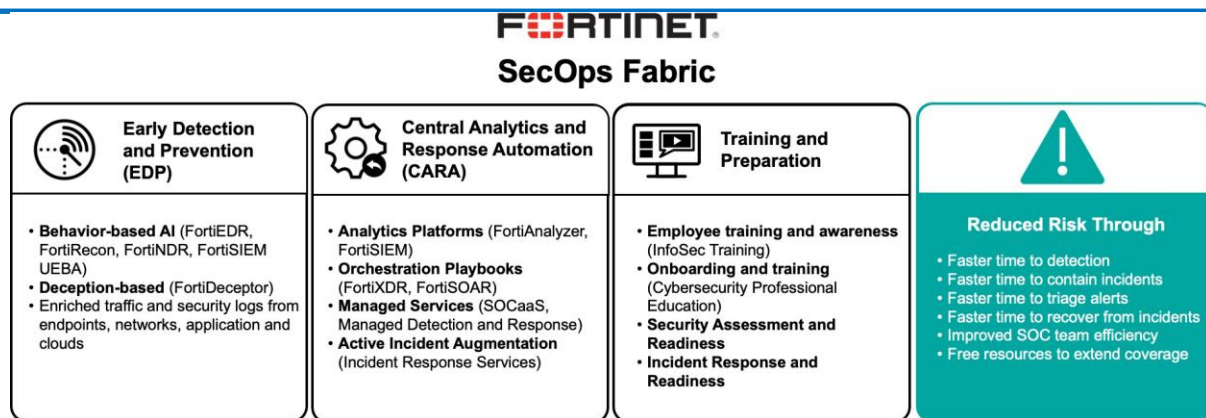 FORTINET
SecOps Fabric
Early Detection
and Prevention
(EDP)
• Behavior-based AI (FortiEDR,
FortiRecon, FortiNDR, FortiSIEM
UEBA)
• Deception-based (FortiDeceptor)
• Enriched traffic and security logs from
endpoints, networks, application and
clouds
Central Analytics and
Response Automation
(CARA)
• Analytics Platforms (FortiAnalyzer,
FortiSIEM)
• Orchestration Playbooks
(FortiXDR, FortiSOAR)
• Managed Services (SOCaaS,
Managed Detection and Response)
• Active Incident Augmentation
(Incident Response Services)
Training and
Preparation
• Employee training and awareness
(InfoSec Training)
• Onboarding and training
(Cybersecurity Professional
Education)
• Security Assessment and
Readiness
• Incident Response and
Readiness
Reduced Risk Through
• Faster time to detection
• Faster time to contain incidents
• Faster time to triage alerts
• Faster time to recover from incidents
• Improved SOC team efficiency
• Free resources to extend coverage